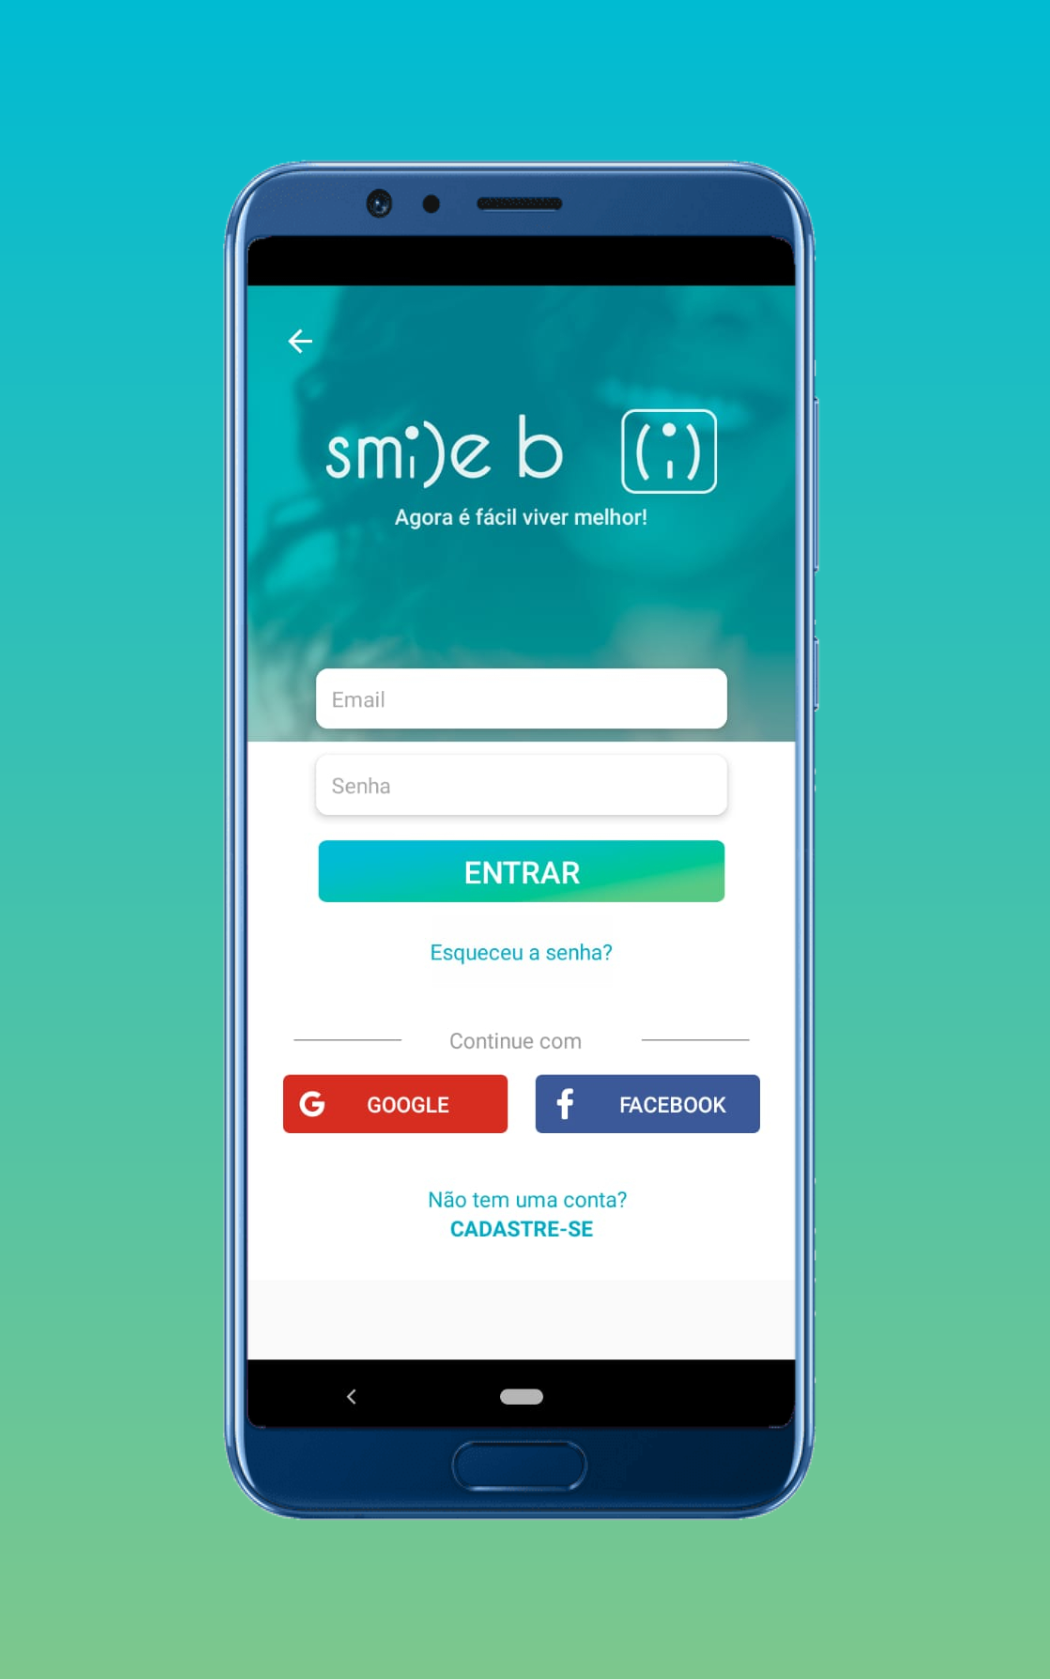 smile b
Agora é fácil viver melhor!
Email
Senha
ENTRAR
Esqueceu a senha?
Continue com
G GOOGLE
f FACEBOOK
Não tem uma conta?
CADASTRE-SE